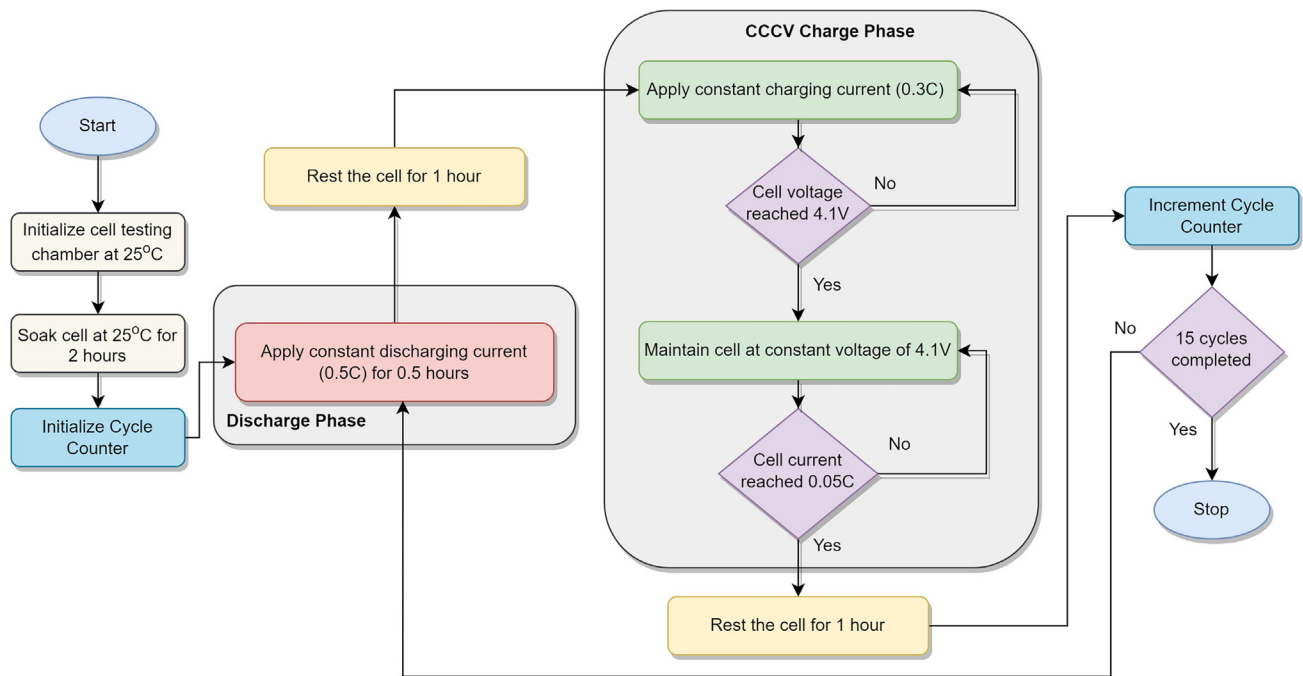 Start
Initialize cell testing
chamber at 25°C
Soak cell at 25°C for
2 hours
Initialize Cycle
Counter
Apply constant discharging current
(0.5C) for 0.5 hours
Discharge Phase
Rest the cell for 1 hour
CCCV Charge Phase
Apply constant charging current (0.3C)
Cell voltage
reached 4.1V
No
Yes
Maintain cell at constant voltage of 4.1V
Cell current
reached 0.05C
No
Yes
Rest the cell for 1 hour
Increment Cycle
Counter
15 cycles
completed
No
Yes
Stop